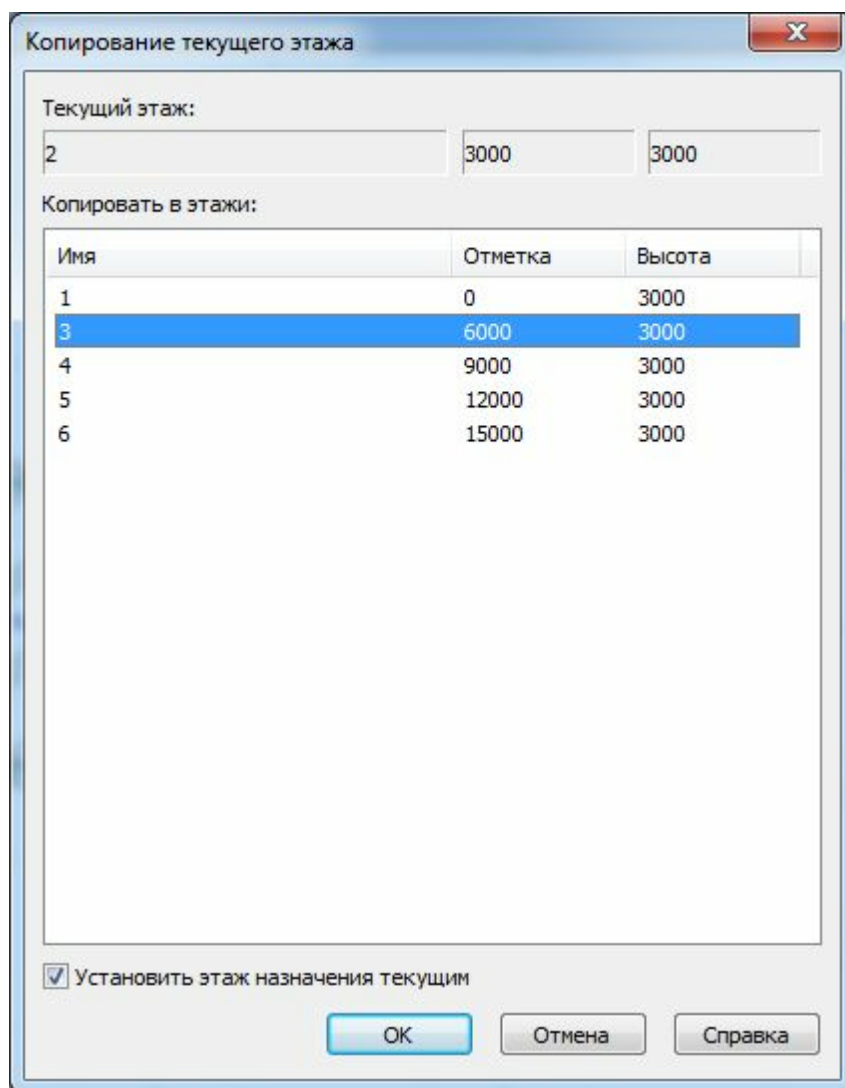 Копирование текущего этажа
Текущий этаж:
2 3000 3000
Копировать в этажи:
Имя Отметка Высота
1 0 3000
3 6000 3000
4 9000 3000
5 12000 3000
6 15000 3000
Установить этаж назначения текущим
OK Отмена Справка